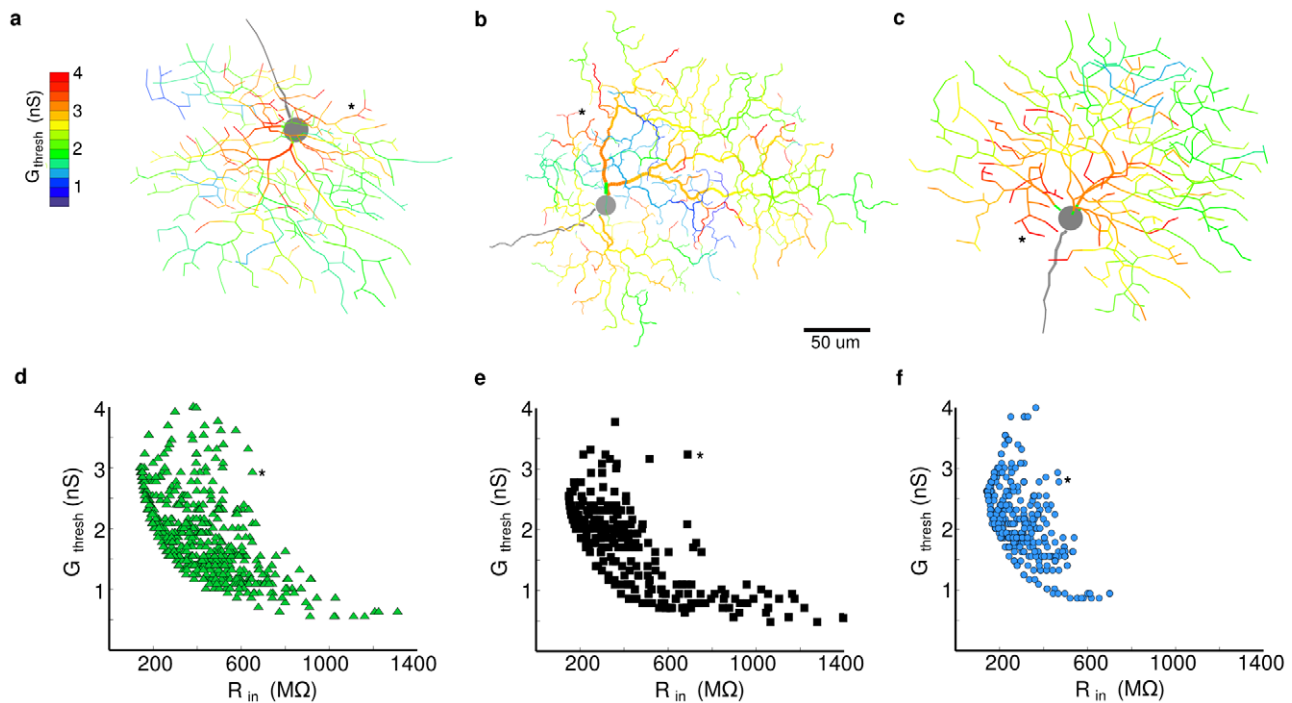 a
b
c
G thresh (nS)
4
3
2
1
*
*
*
50 um
d
e
f
G thresh (nS)
4
3
2
1
*
200 600 1000 1400
R in (MΩ)
G thresh (nS)
4
3
2
1
*
200 600 1000 1400
R in (MΩ)
G thresh (nS)
4
3
2
1
*
200 600 1000 1400
R in (MΩ)